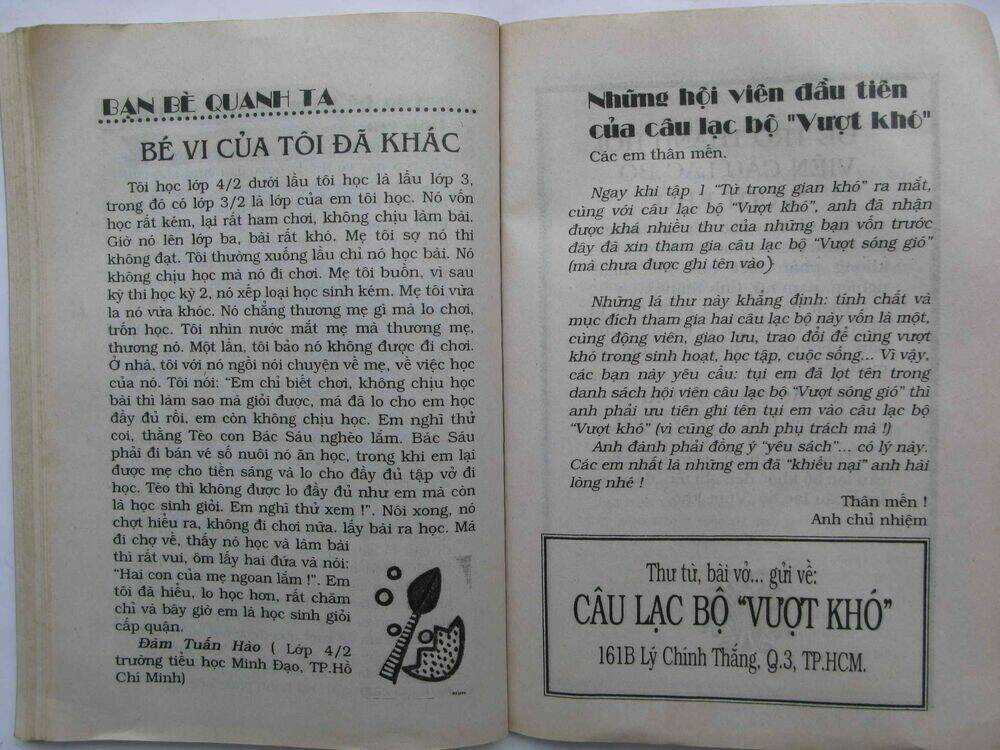 BẠN BÈ QUANH TA
BÉ VI CỦA TÔI ĐÃ KHÁC
Tôi học lớp 4/2 dưới lầu tôi học là lầu lớp 3,
trong đó có lớp 3/2 là lớp của em tôi học. Nó vốn
học rất kém, lại rất ham chơi, không chịu làm bài.
Giờ nó lên lớp ba, bài rất khó. Mẹ tôi sợ nó thi
không đạt. Tôi thường xuống lầu chỉ nó học bài. Nó
không chịu học mà nó đi chơi. Mẹ tôi buồn, vì sau
kỳ thi học kỳ 2, nó xếp loại học sinh kém. Mẹ tôi vừa
la nó vừa khóc. Nó chẳng thương mẹ gì mà lo chơi,
trốn học. Tôi nhìn nước mắt mẹ mà thương mẹ,
thương nó. Một lần, tôi bảo nó không được đi chơi.
Ở nhà, tôi với nó ngồi nói chuyện về mẹ, về việc học
của nó. Tôi nói: "Em chỉ biết chơi, không chịu học
bài thì làm sao mà giỏi được, má đã lo cho em học
đầy đủ rồi, em còn không chịu học. Em nghĩ thử
coi, thằng Tèo con Bác Sáu nghèo lắm. Bác Sáu
phải đi bán vé số nuôi nó ăn học, trong khi em lại
được mẹ cho tiền sáng và lo cho đầy đủ tập vở đi
học. Tèo thì không được lo đầy đủ như em mà còn
là học sinh giỏi. Em nghĩ thử xem !". Nói xong, nó
chợt hiểu ra, không đi chơi nữa. lấy bài ra học. Má
đi chợ về, thấy nó học và làm bài
thì rất vui, ôm lấy hai đứa và nói:
"Hai con của mẹ ngoan lắm !". Em
tôi đã hiểu, lo học hơn, rất chăm
chỉ và bây giờ em là học sinh giỏi
cấp quận.
Đàm Tuấn Hào ( Lớp 4/2
trường tiểu học Minh Đạo, TP.Hồ
Chí Minh)
Những hội viên đầu tiên
của câu lạc bộ "Vượt khó"
Các em thân mến.
Ngay khi tập 1 "Từ trong gian khó" ra mắt,
cùng với câu lạc bộ "Vượt khó", anh đã nhận
được khá nhiều thư của những bạn vốn trước
đây đã xin tham gia câu lạc bộ "Vượt sóng gió"
(mà chưa được ghi tên vào)
Những lá thư này khẳng định: tính chất và
mục đích tham gia hai câu lạc bộ này vốn là một,
cùng động viên, giao lưu, trao đổi để cùng vượt
khó trong sinh hoạt, học tập, cuộc sống... Vì vậy,
các bạn này yêu cầu: tụi em đã lọt tên trong
danh sách hội viên câu lạc bộ "Vượt sóng gió" thì
anh phải ưu tiên ghi tên tụi em vào câu lạc bộ
"Vượt khó" (vì cùng do anh phụ trách mà !)
Anh đành phải đồng ý "yêu sách"... có lý này.
Các em nhất là những em đã "khiếu nại" anh hài
lòng nhé !
Thân mến !
Anh chủ nhiệm
Thư từ, bài vở... gửi về:
CÂU LẠC BỘ "VƯỢT KHÓ"
161B Lý Chính Thắng, Q.3, TP.HCM.